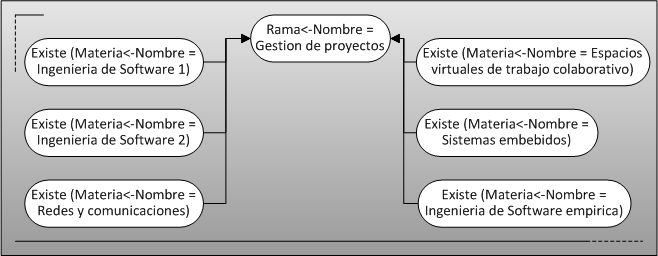 Rama<-Nombre =
Gestion de proyectos
Existe (Materia<-Nombre =
Ingenieria de Software 1)
Existe (Materia<-Nombre =
Ingenieria de Software 2)
Existe (Materia<-Nombre =
Redes y comunicaciones)
Existe (Materia<-Nombre = Espacios
virtuales de trabajo colaborativo)
Existe (Materia<-Nombre =
Sistemas embebidos)
Existe (Materia<-Nombre =
Ingenieria de Software empirica)